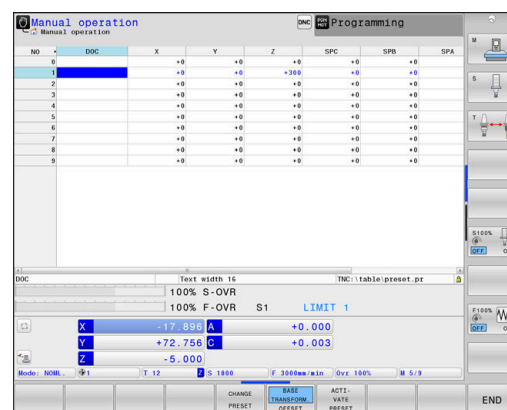 Manual operation DNC Programming
Manual operation
NO DOC X Y Z SPC SPB SPA
0 +0 +0 +0 +0 +0
1 +0 +0 +300 +0 +0
2 +0 +0 +0 +0 +0
3 +0 +0 +0 +0 +0
4 +0 +0 +0 +0 +0
5 +0 +0 +0 +0 +0
6 +0 +0 +0 +0 +0
7 +0 +0 +0 +0 +0
8 +0 +0 +0 +0 +0
9 +0 +0 +0 +0 +0
DOC Text width 16 TNC:\table\preset.pr
100% S-OVR
100% F-OVR S1 LIMIT 1
X -17.896 A +0.000
Y +72.756 C +0.003
Z -5.000
Mode: NOML. 1 T 12 Z S 1800 F 3000mm/min Ovr 100% M 5/9
CHANGE PRESET
BASE TRANSFORM. OFFSET
ACTI- VATE PRESET
END
M
S
T
S100%
OFF
F100%
OFF